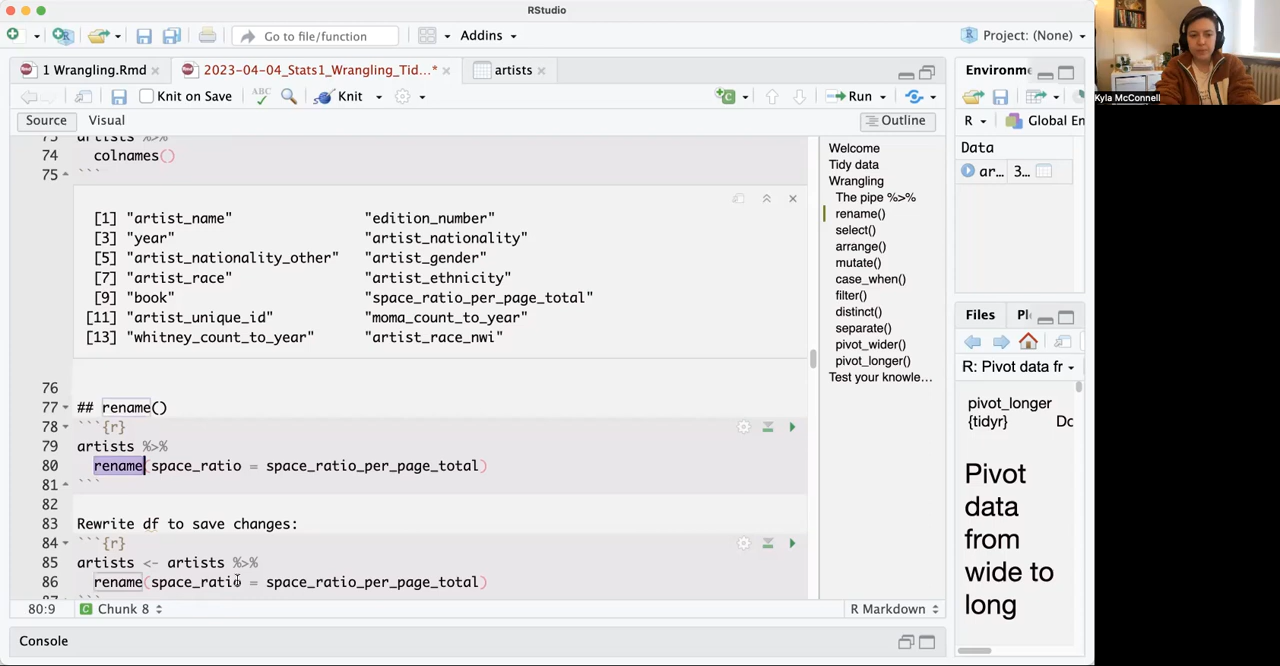 RStudio
Go to file/function
Addins
Project: (None)
Kyla McConnell
1 Wrangling.Rmd
2023-04-04_Stats1_Wrangling_Tid...*
artists
Knit on Save
ABC
Knit
Run
Source
Visual
Outline
artists %>%
74 colnames()
75 ```
[1] "artist_name" "edition_number"
[3] "year" "artist_nationality"
[5] "artist_nationality_other" "artist_gender"
[7] "artist_race" "artist_ethnicity"
[9] "book" "space_ratio_per_page_total"
[11] "artist_unique_id" "moma_count_to_year"
[13] "whitney_count_to_year" "artist_race_nwi"
76
77 ## rename()
78 ```{r}
79 artists %>%
80 rename(space_ratio = space_ratio_per_page_total)
81 ```
82
83 Rewrite df to save changes:
84 ```{r}
85 artists <- artists %>%
86 rename(space_ratio = space_ratio_per_page_total)
80:9
Chunk 8
R Markdown
Console
Welcome
Tidy data
Wrangling
The pipe %>%
rename()
select()
arrange()
mutate()
case_when()
filter()
distinct()
separate()
pivot_wider()
pivot_longer()
Test your knowle...
Environme
R
Global En
Data
ar... 3...
Files
R: Pivot data fr
pivot_longer
{tidyr}
Pivot
data
from
wide to
long